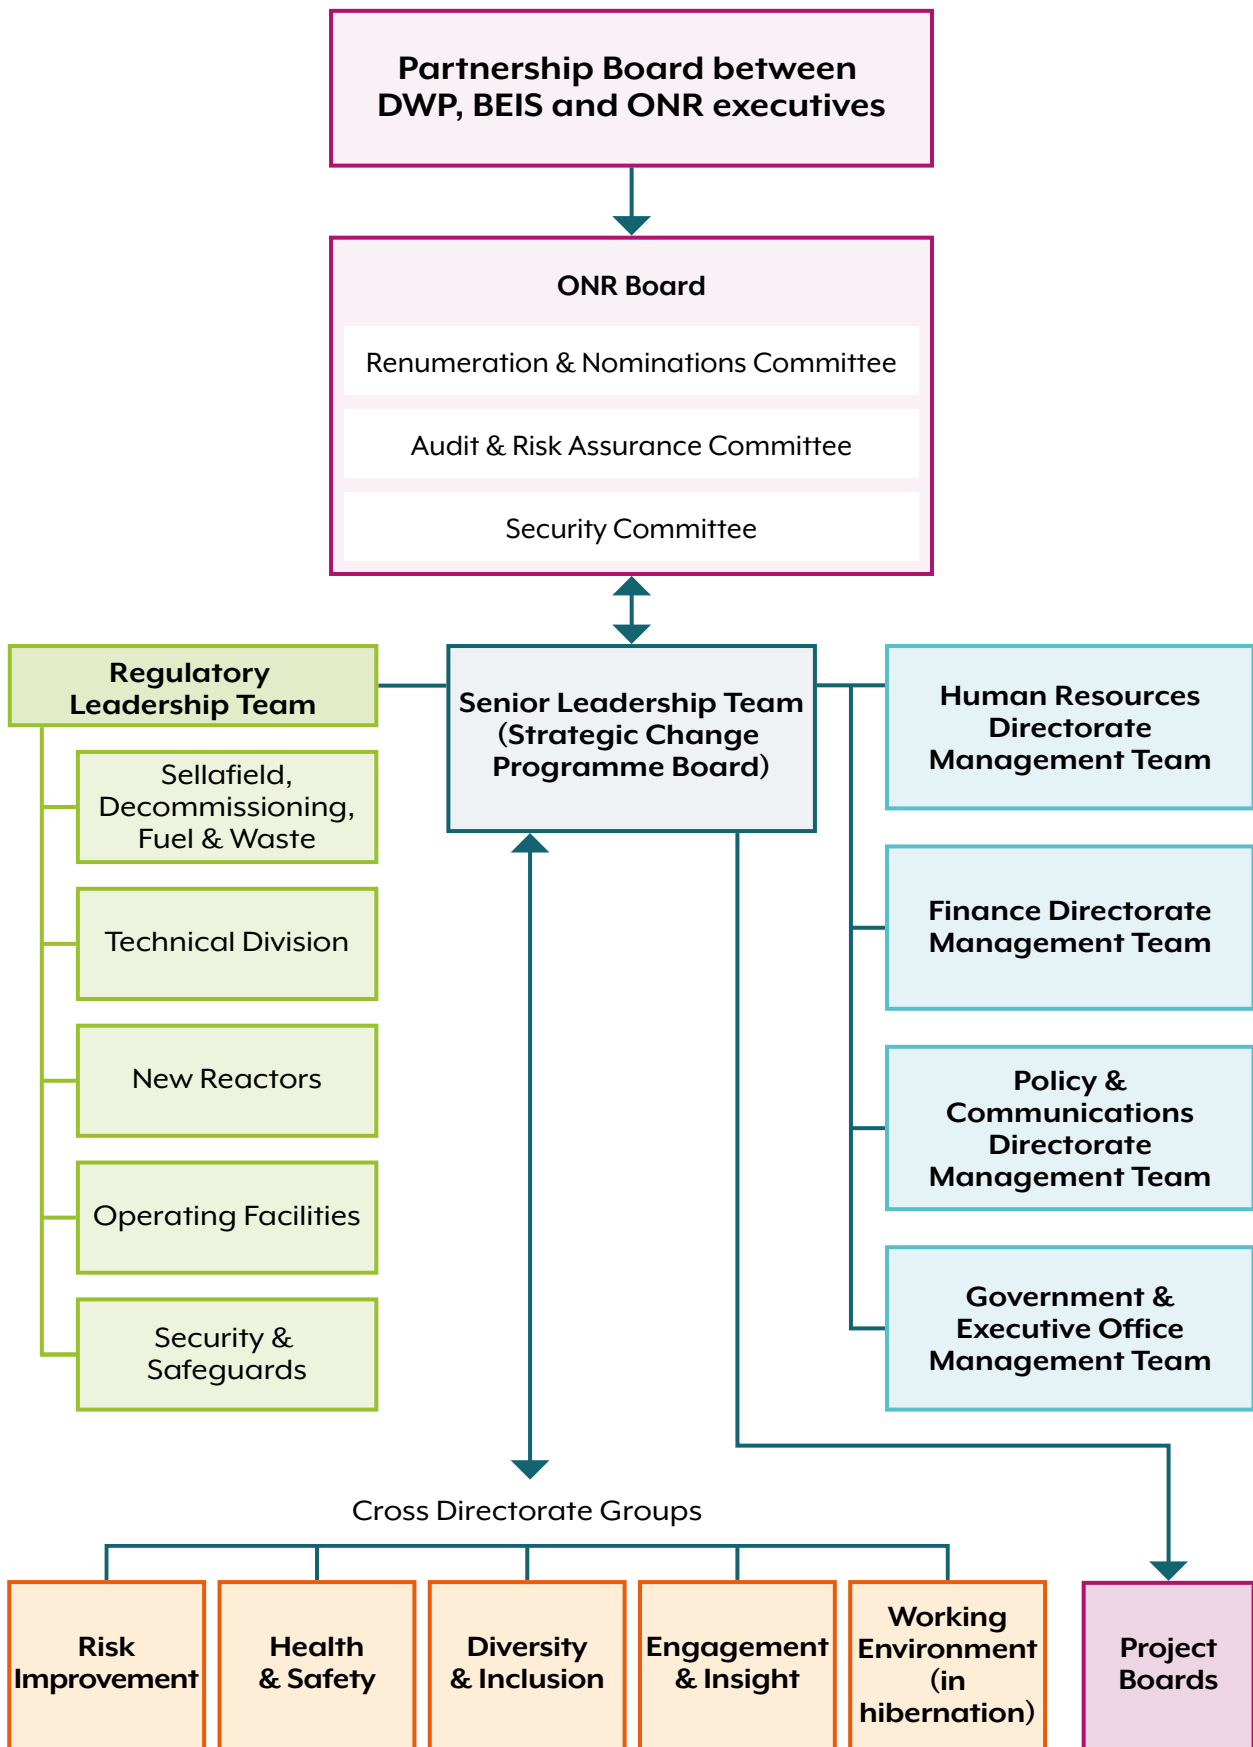 Partnership Board between
DWP, BEIS and ONR executives
ONR Board
Renumeration & Nominations Committee
Audit & Risk Assurance Committee
Security Committee
Regulatory
Leadership Team
Sellafield,
Decommissioning,
Fuel & Waste
Technical Division
New Reactors
Operating Facilities
Security &
Safeguards
Senior Leadership Team
(Strategic Change
Programme Board)
Human Resources
Directorate
Management Team
Finance Directorate
Management Team
Policy &
Communications
Directorate
Management Team
Government &
Executive Office
Management Team
Cross Directorate Groups
Risk
Improvement
Health
& Safety
Diversity
& Inclusion
Engagement
& Insight
Working
Environment
(in
hibernation)
Project
Boards